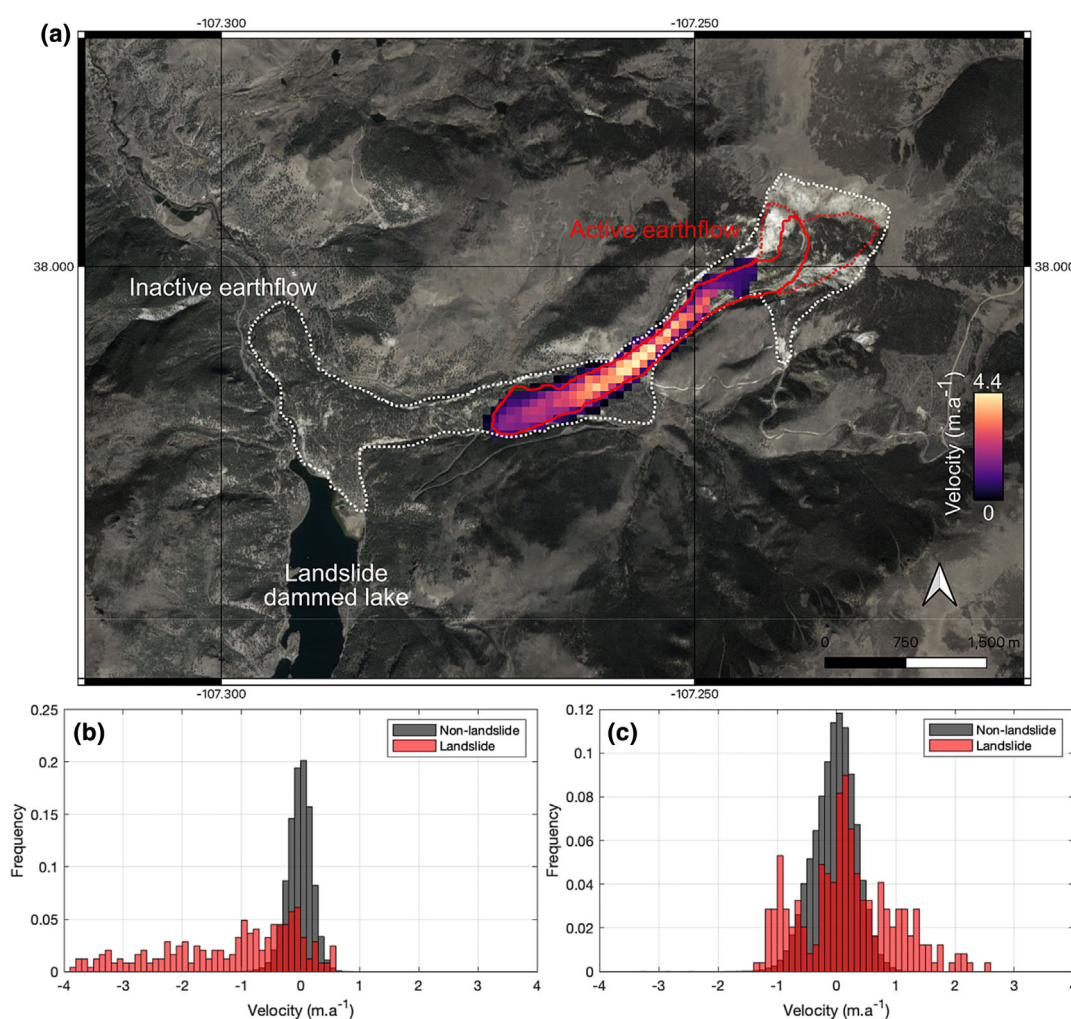 -107.300
-107.250
(a)
Active earthflow
38.000
38.000
Inactive earthflow
Velocity (m.a⁻¹)
4.4
0
Landslide
dammed lake
0
750
1,500 m
-107.300
-107.250
(b)
Non-landslide
Landslide
0.25
0.2
0.15
0.1
0.05
0
Frequency
-4
-3
-2
-1
0
1
2
3
4
Velocity (m.a⁻¹)
(c)
Non-landslide
Landslide
0.12
0.1
0.08
0.06
0.04
0.02
0
Frequency
-4
-3
-2
-1
0
1
2
3
4
Velocity (m.a⁻¹)